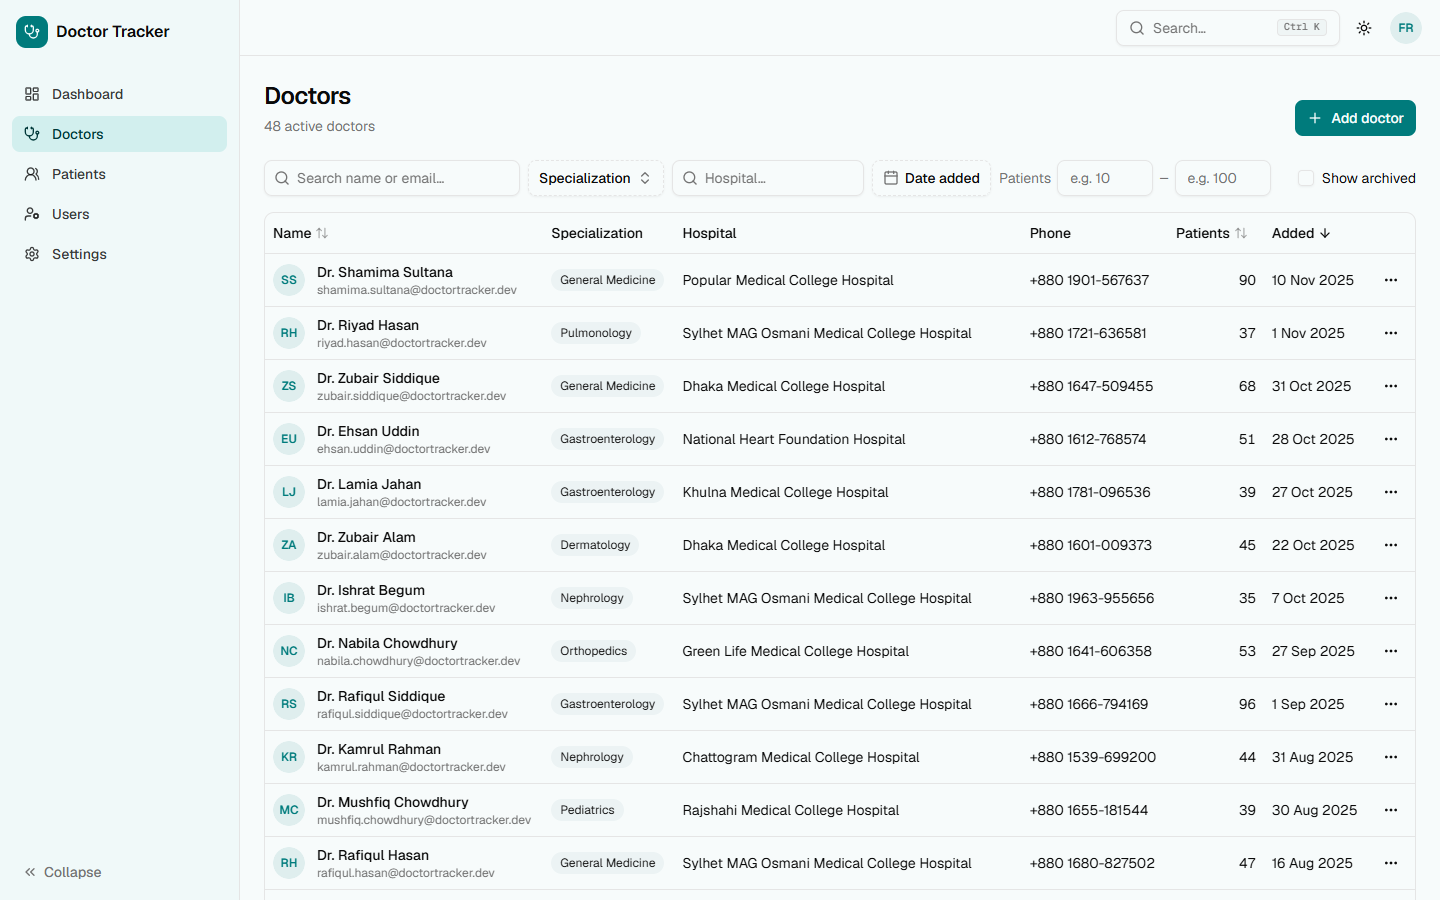 Doctor Tracker
Search...
Ctrl K
FR
Dashboard
Doctors
Patients
Users
Settings
Collapse
Doctors
48 active doctors
Add doctor
Search name or email...
Specialization
Hospital...
Date added
Patients
e.g. 10
–
e.g. 100
Show archived
Name Specialization Hospital Phone Patients Added
SS Dr. Shamima Sultana General Medicine Popular Medical College Hospital +880 1901-567637 90 10 Nov 2025
shamima.sultana@doctortracker.dev
RH Dr. Riyad Hasan Pulmonology Sylhet MAG Osmani Medical College Hospital +880 1721-636581 37 1 Nov 2025
riyad.hasan@doctortracker.dev
ZS Dr. Zubair Siddique General Medicine Dhaka Medical College Hospital +880 1647-509455 68 31 Oct 2025
zubair.siddique@doctortracker.dev
EU Dr. Ehsan Uddin Gastroenterology National Heart Foundation Hospital +880 1612-768574 51 28 Oct 2025
ehsan.uddin@doctortracker.dev
LJ Dr. Lamia Jahan Gastroenterology Khulna Medical College Hospital +880 1781-096536 39 27 Oct 2025
lamia.jahan@doctortracker.dev
ZA Dr. Zubair Alam Dermatology Dhaka Medical College Hospital +880 1601-009373 45 22 Oct 2025
zubair.alam@doctortracker.dev
IB Dr. Ishrat Begum Nephrology Sylhet MAG Osmani Medical College Hospital +880 1963-955656 35 7 Oct 2025
ishrat.begum@doctortracker.dev
NC Dr. Nabila Chowdhury Orthopedics Green Life Medical College Hospital +880 1641-606358 53 27 Sep 2025
nabila.chowdhury@doctortracker.dev
RS Dr. Rafiqul Siddique Gastroenterology Sylhet MAG Osmani Medical College Hospital +880 1666-794169 96 1 Sep 2025
rafiqul.siddique@doctortracker.dev
KR Dr. Kamrul Rahman Nephrology Chattogram Medical College Hospital +880 1539-699200 44 31 Aug 2025
kamrul.rahman@doctortracker.dev
MC Dr. Mushfiq Chowdhury Pediatrics Rajshahi Medical College Hospital +880 1655-181544 39 30 Aug 2025
mushfiq.chowdhury@doctortracker.dev
RH Dr. Rafiqul Hasan General Medicine Sylhet MAG Osmani Medical College Hospital +880 1680-827502 47 16 Aug 2025
rafiqul.hasan@doctortracker.dev